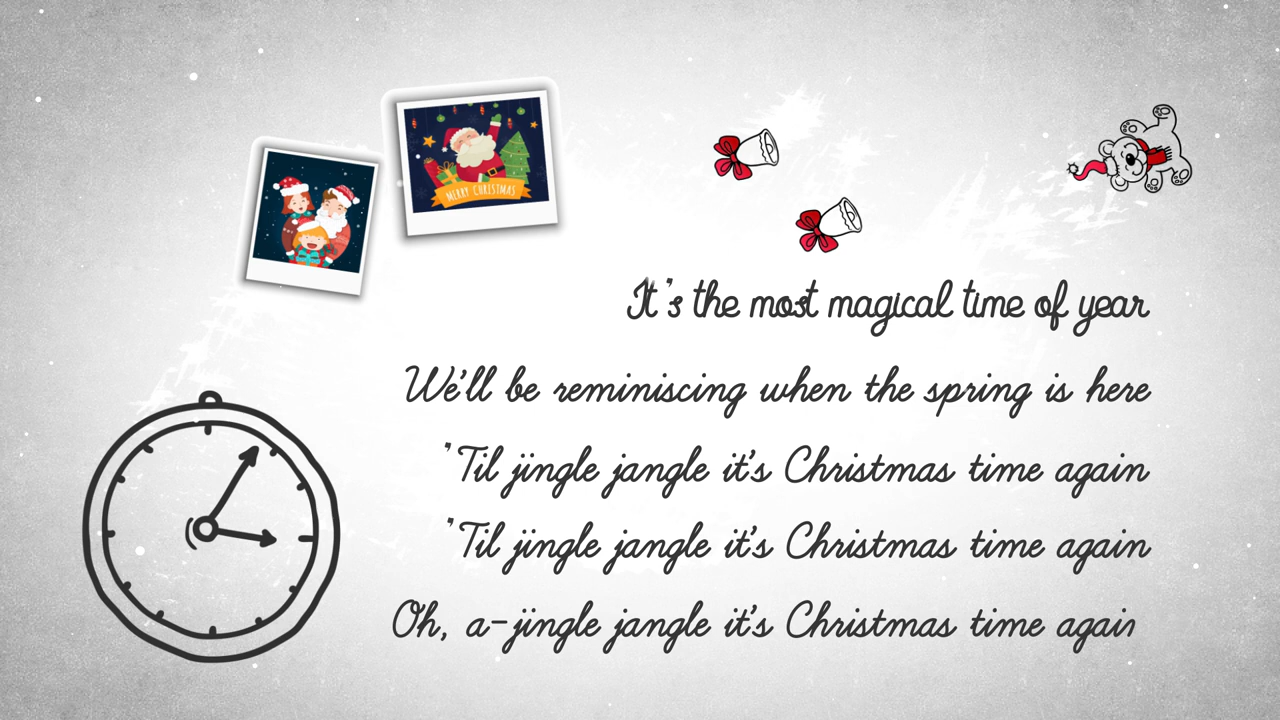 MERRY CHRISTMAS
It's the most magical time of year
We'll be reminiscing when the spring is here
'Til jingle jangle it's Christmas time again
'Til jingle jangle it's Christmas time again
Oh, a-jingle jangle it's Christmas time again